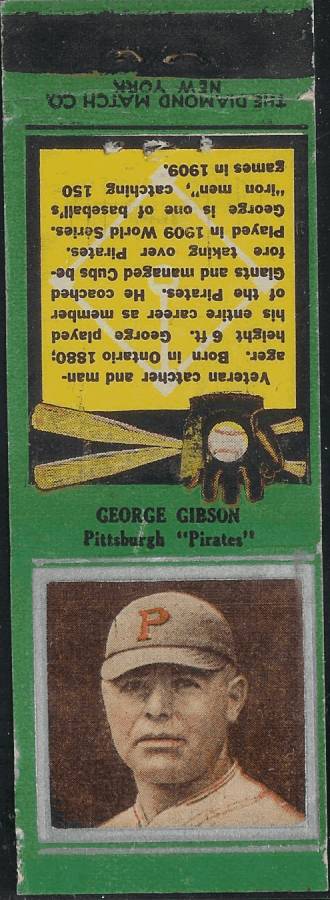 THE DIAMOND MATCH CO.
NEW YORK
Veteran catcher and man-
ager. Born in Ontario 1880;
height 6 ft. George played
his entire career as member
of the Pirates. He coached
Giants and managed Cubs be-
fore taking over Pirates.
Played in 1909 World Series.
George is one of baseball's
"iron men", catching 150
games in 1909.
GEORGE GIBSON
Pittsburgh "Pirates"
P